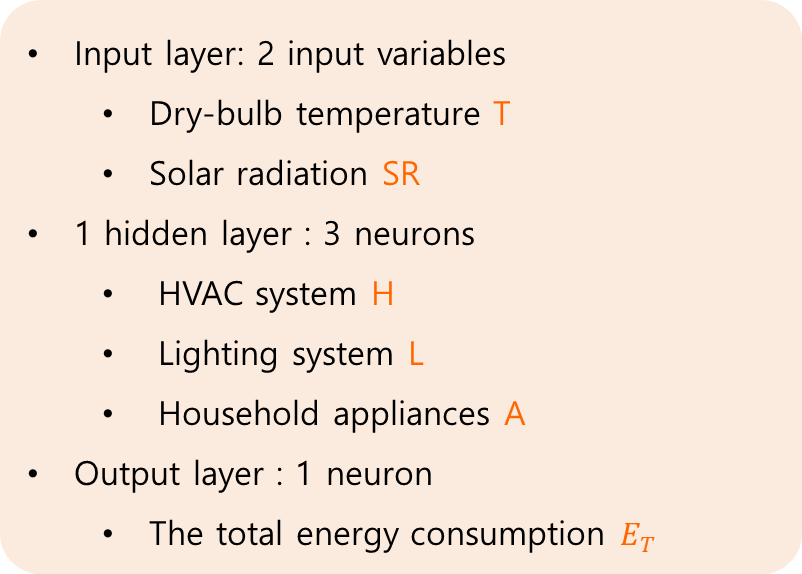 • Input layer: 2 input variables
• Dry-bulb temperature T
• Solar radiation SR
• 1 hidden layer : 3 neurons
• HVAC system H
• Lighting system L
• Household appliances A
• Output layer : 1 neuron
• The total energy consumption E_T